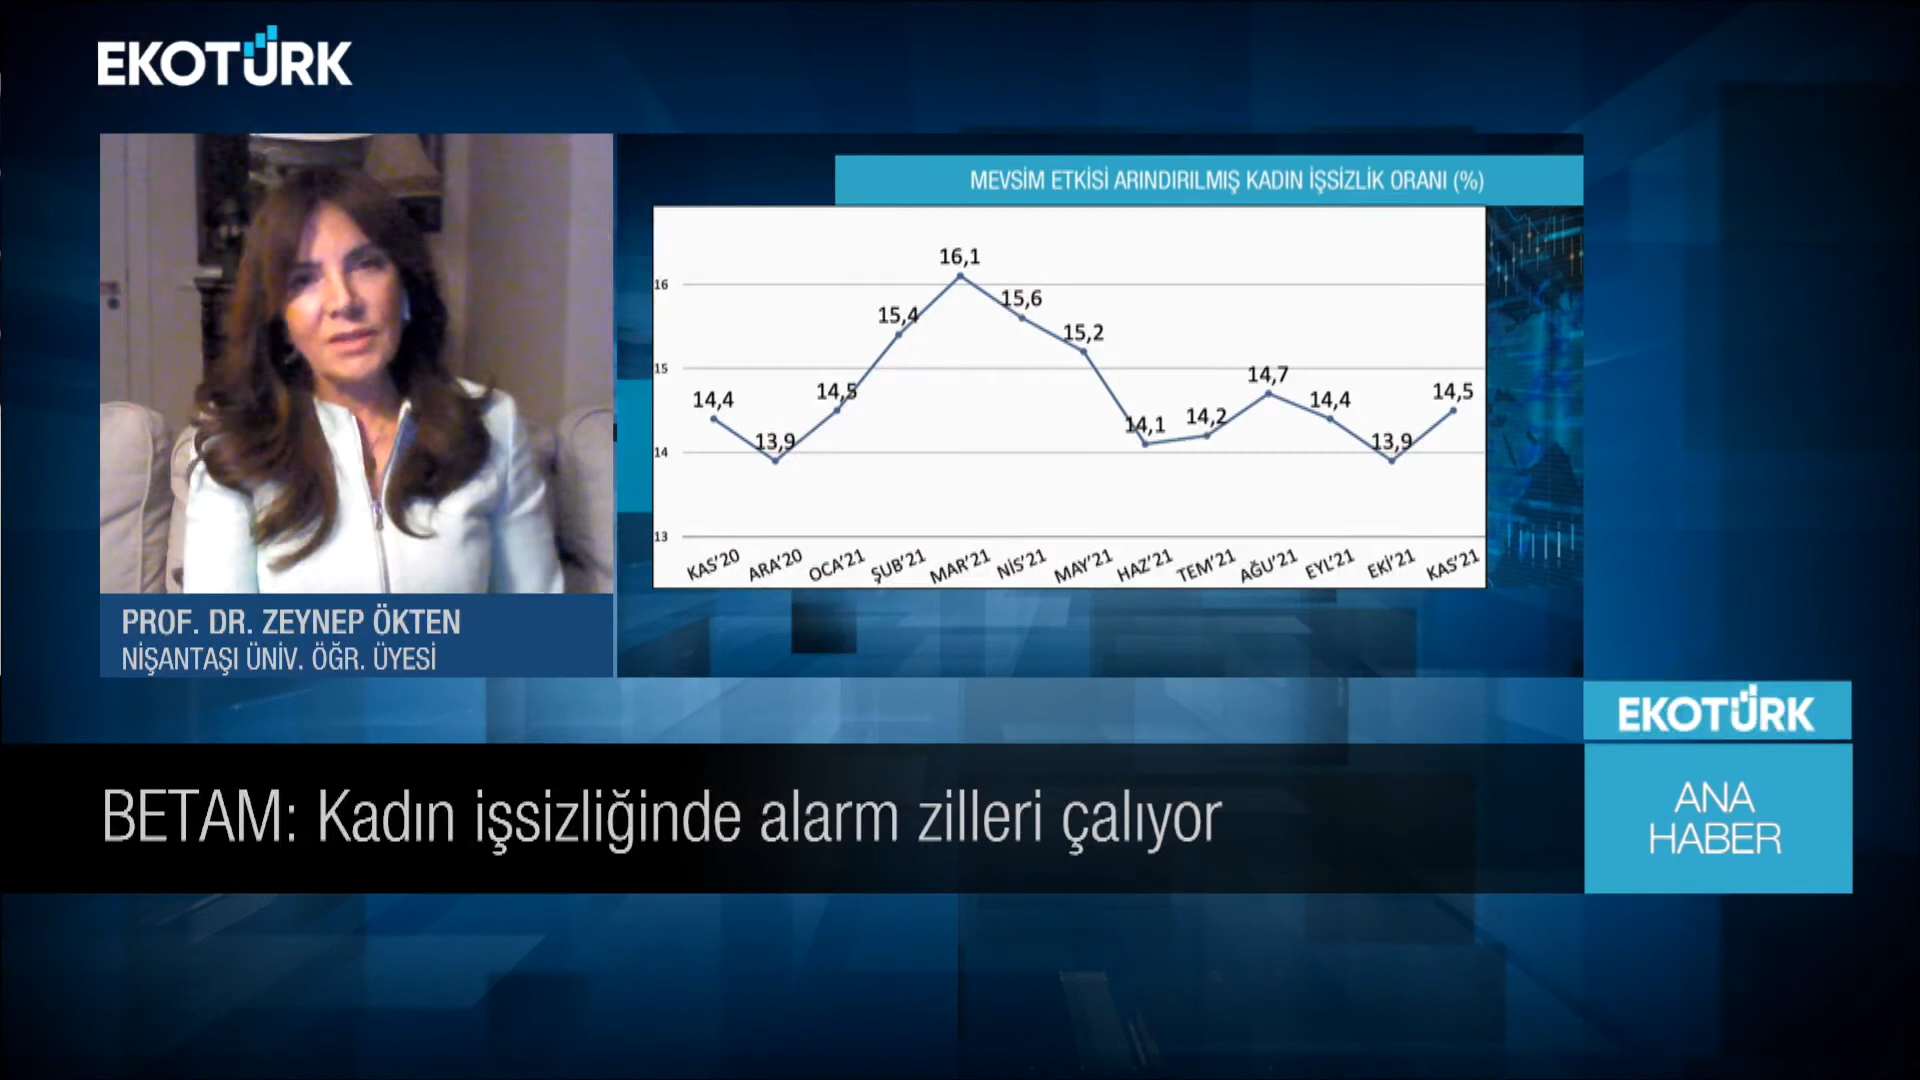 EKOTÜRK
MEVSİM ETKİSİ ARINDIRILMIŞ KADIN İŞSİZLİK ORANI (%)
16
15
14
13
14,4
13,9
14,5
15,4
16,1
15,6
15,2
14,1
14,2
14,7
14,4
13,9
14,5
KAS'20 ARA'20 OCA'21 ŞUB'21 MAR'21 NİS'21 MAY'21 HAZ'21 TEM'21 AĞU'21 EYL'21 EKİ'21 KAS'21
PROF. DR. ZEYNEP ÖKTEN
NİŞANTAŞI ÜNİV. ÖĞR. ÜYESİ
EKOTÜRK
BETAM: Kadın işsizliğinde alarm zilleri çalıyor
ANA
HABER